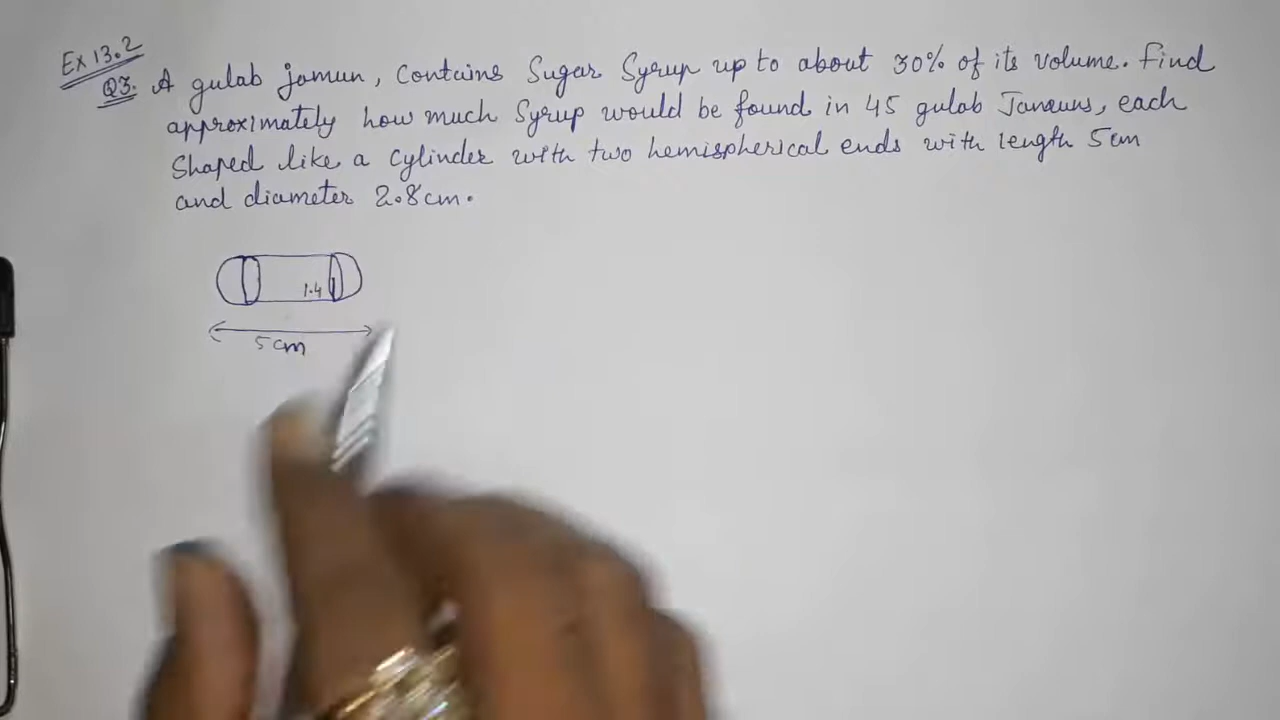 Ex 13.2
Q3. A gulab jamun, Contains Sugar Syrup up to about 30% of its volume. Find
approximately how much Syrup would be found in 45 gulab Jamuns, each
Shaped like a cylinder with two hemispherical ends with length 5cm
and diameter 2.8cm.
1.4
5cm